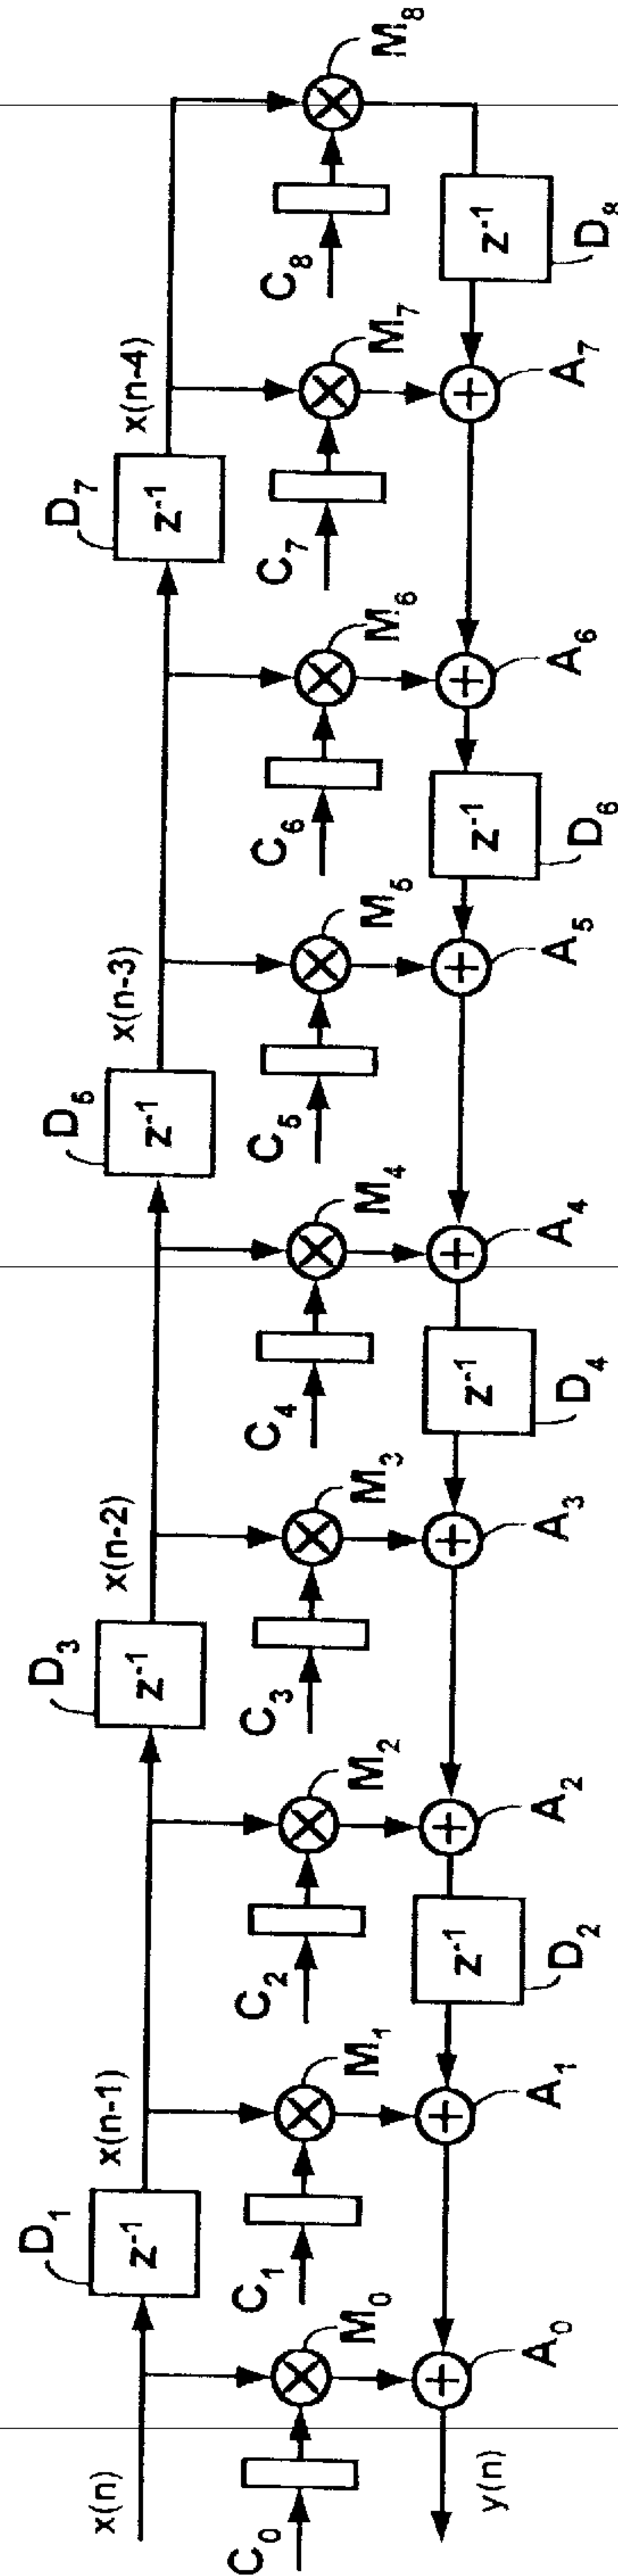 x(n)
D₁
z⁻¹
x(n-1)
D₃
z⁻¹
x(n-2)
D₅
z⁻¹
x(n-3)
D₇
z⁻¹
x(n-4)
C₀
M₀
C₁
M₁
C₂
M₂
C₃
M₃
C₄
M₄
C₅
M₅
C₆
M₆
C₇
M₇
C₈
M₈
y(n)
A₀
A₁
z⁻¹
D₂
A₂
A₃
z⁻¹
D₄
A₄
A₅
z⁻¹
D₆
A₆
A₇
z⁻¹
D₈